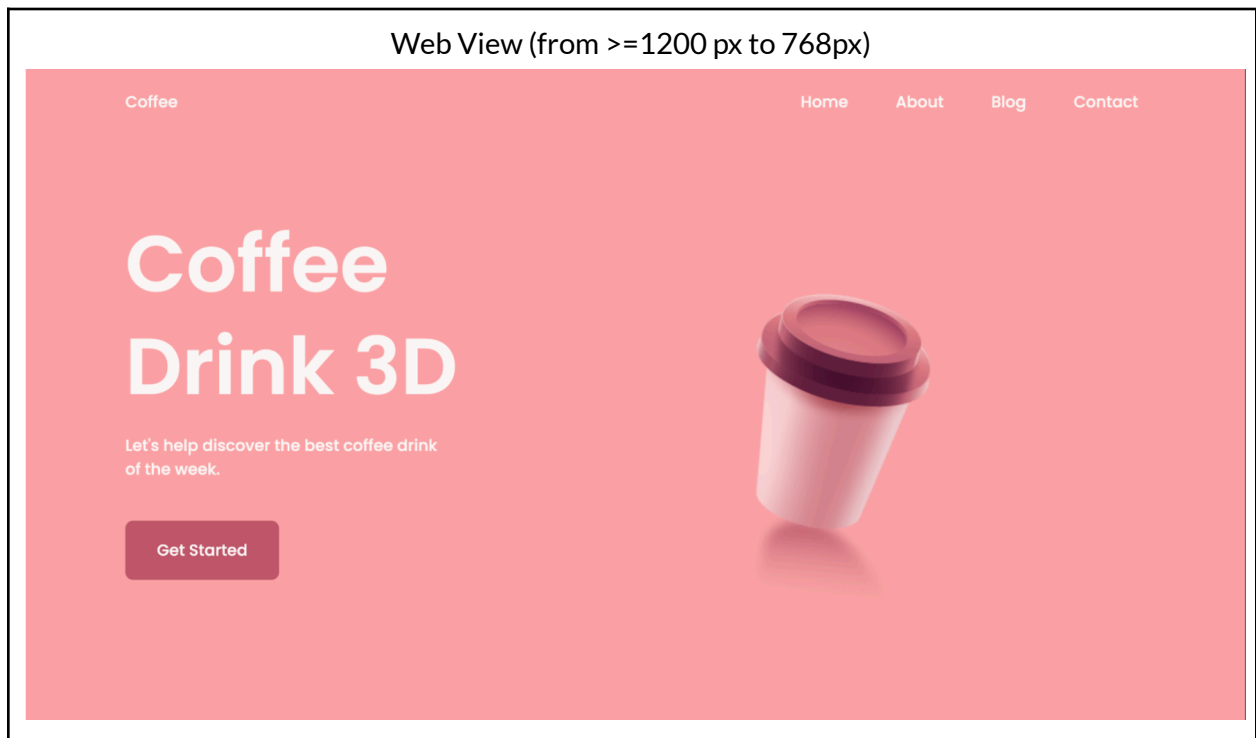 Web View (from >=1200 px to 768px)
Coffee
Home About Blog Contact
Coffee
Drink 3D
Let's help discover the best coffee drink
of the week.
Get Started